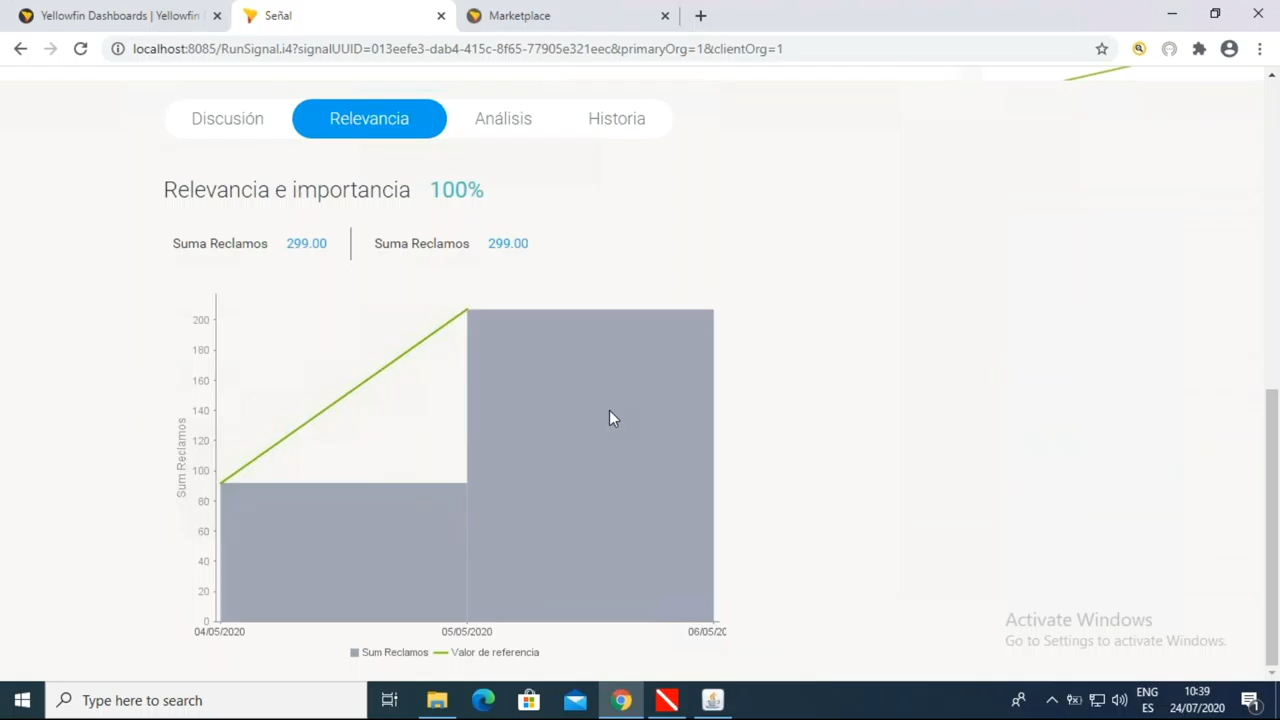 Yellowfin Dashboards | Yellowfin
Señal
Marketplace
localhost:8085/RunSignal.i4?signalUUID=013eefe3-dab4-415c-8f65-77905e321eec&primaryOrg=1&clientOrg=1
Discusión
Relevancia
Análisis
Historia
Relevancia e importancia 100%
Suma Reclamos 299.00 Suma Reclamos 299.00
Sum Reclamos
200
180
160
140
120
100
80
60
40
20
0
04/05/2020 05/05/2020 06/05/20
Sum Reclamos Valor de referencia
Activate Windows
Go to Settings to activate Windows.
Type here to search
ENG
ES
10:39
24/07/2020
1